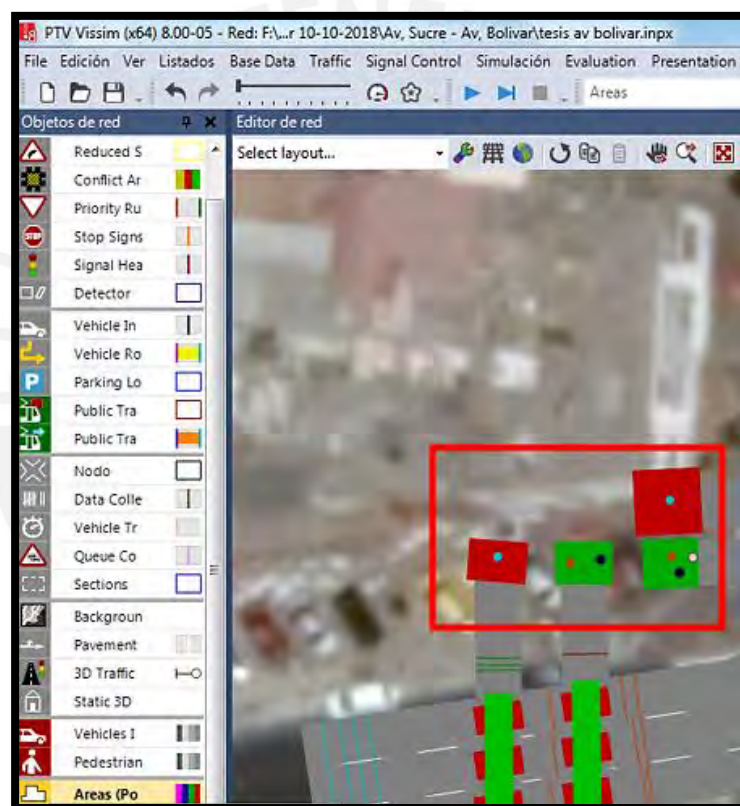 PTV Vissim (x64) 8.00-05 - Red: F:\...r 10-10-2018\Av, Sucre - Av, Bolivar\tesis av bolivar.inpx
File Edición Ver Listados Base Data Traffic Signal Control Simulación Evaluation Presentation
Areas
Objetos de red
Editor de red
Select layout...
Reduced S
Conflict Ar
Priority Ru
STOP Stop Signs
Signal Hea
Detector
Vehicle In
Vehicle Ro
P Parking Lo
Public Tra
Public Tra
Nodo
Data Colle
Vehicle Tr
Queue Co
Sections
Backgroun
Pavement
3D Traffic
Static 3D
Vehicles I
Pedestrian
Areas (Po